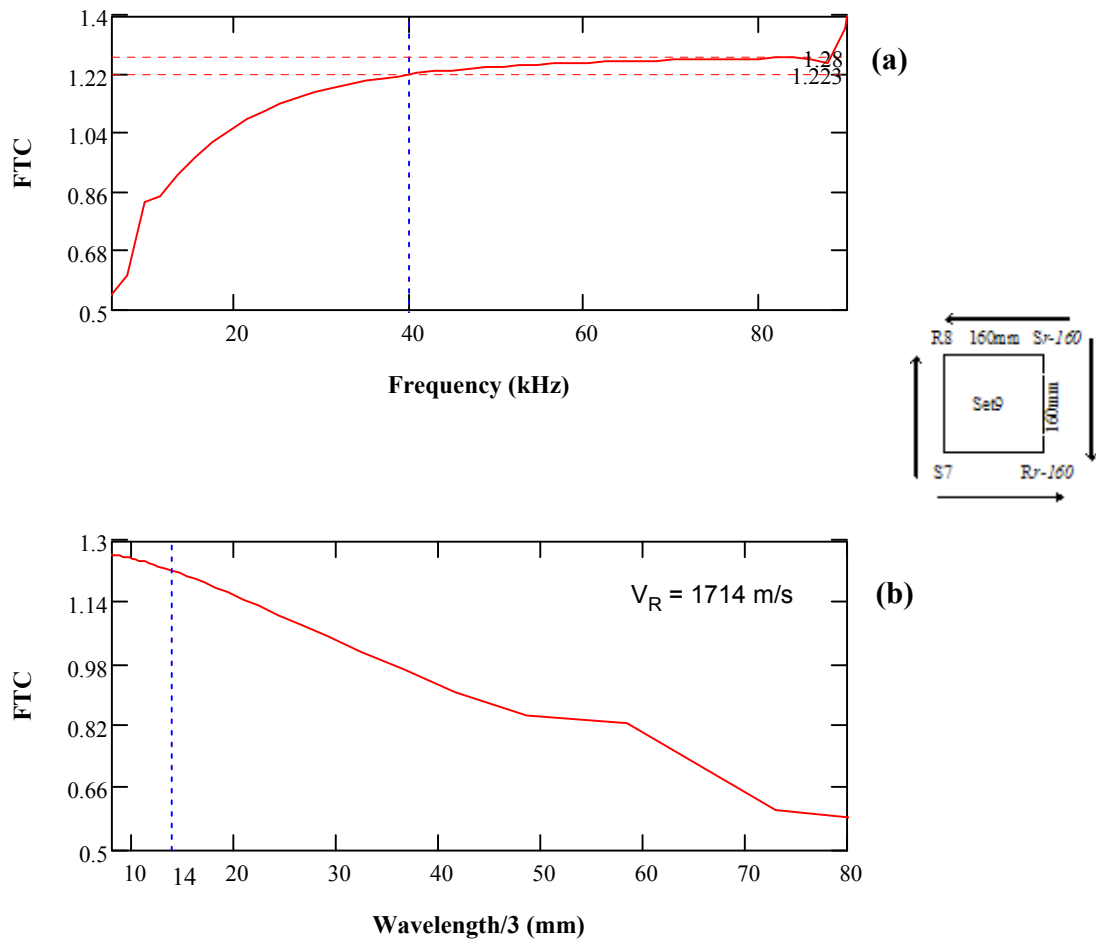 1.4
1.28
(a)
1.22
1.223
1.04
FTC
0.86
0.68
0.5
20
40
60
80
Frequency (kHz)
R8 160mm Sr-160
Set9
160mm
S7 Rr-160
1.3
V_R = 1714 m/s
(b)
1.14
0.98
FTC
0.82
0.66
0.5
10
14
20
30
40
50
60
70
80
Wavelength/3 (mm)